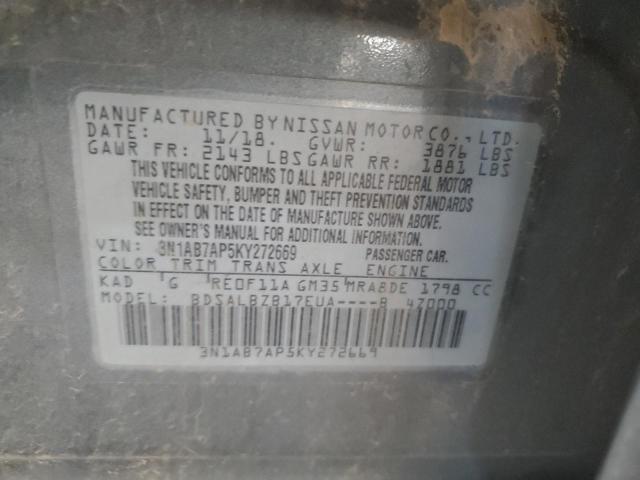 MANUFACTURED BY NISSAN MOTOR CO., LTD.
DATE: 11/18. GVWR: 3876 LBS
GAWR FR: 2143 LBS GAWR RR: 1881 LBS
THIS VEHICLE CONFORMS TO ALL APPLICABLE FEDERAL MOTOR
VEHICLE SAFETY, BUMPER AND THEFT PREVENTION STANDARDS
IN EFFECT ON THE DATE OF MANUFACTURE SHOWN ABOVE.
SEE OWNER'S MANUAL FOR ADDITIONAL INFORMATION.
VIN: 3N1AB7AP5KY272669 PASSENGER CAR.
COLOR TRIM TRANS AXLE ENGINE
KAD G RE0F11A GM35 MRA8DE 1798 CC
MODEL BDSALBZB17EUA----B 47000
3N1AB7AP5KY272669